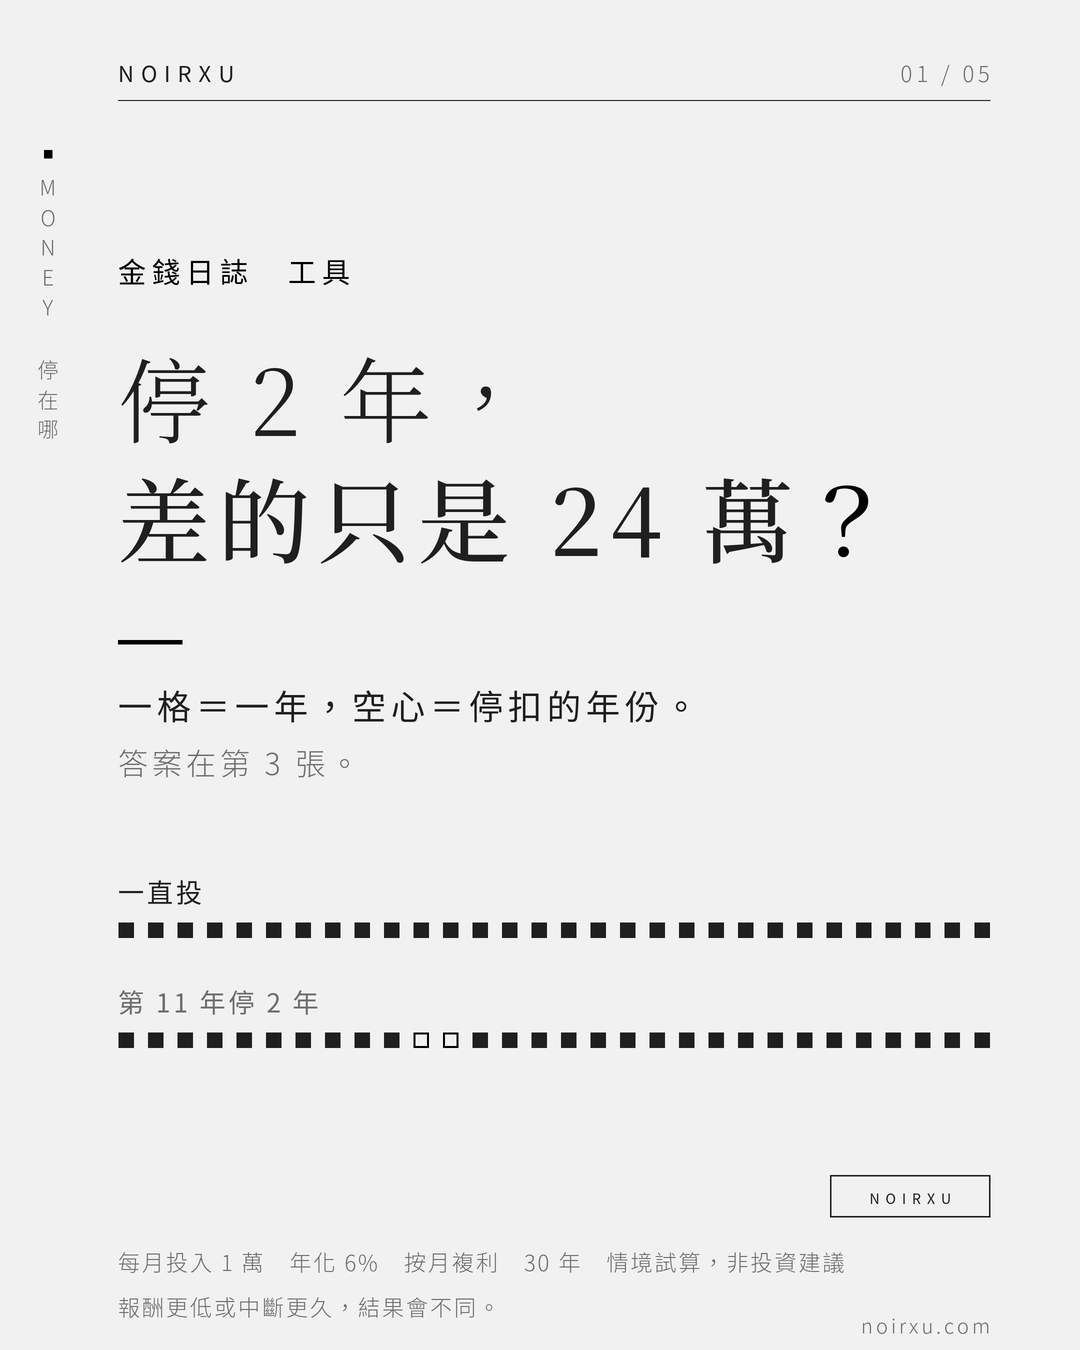 NOIRXU
01 / 05
MONEY 停在哪
金錢日誌　工具
停 2 年，
差的只是 24 萬？
一格＝一年，空心＝停扣的年份。
答案在第 3 張。
一直投
第 11 年停 2 年
NOIRXU
每月投入 1 萬　年化 6%　按月複利　30 年　情境試算，非投資建議
報酬更低或中斷更久，結果會不同。
noirxu.com